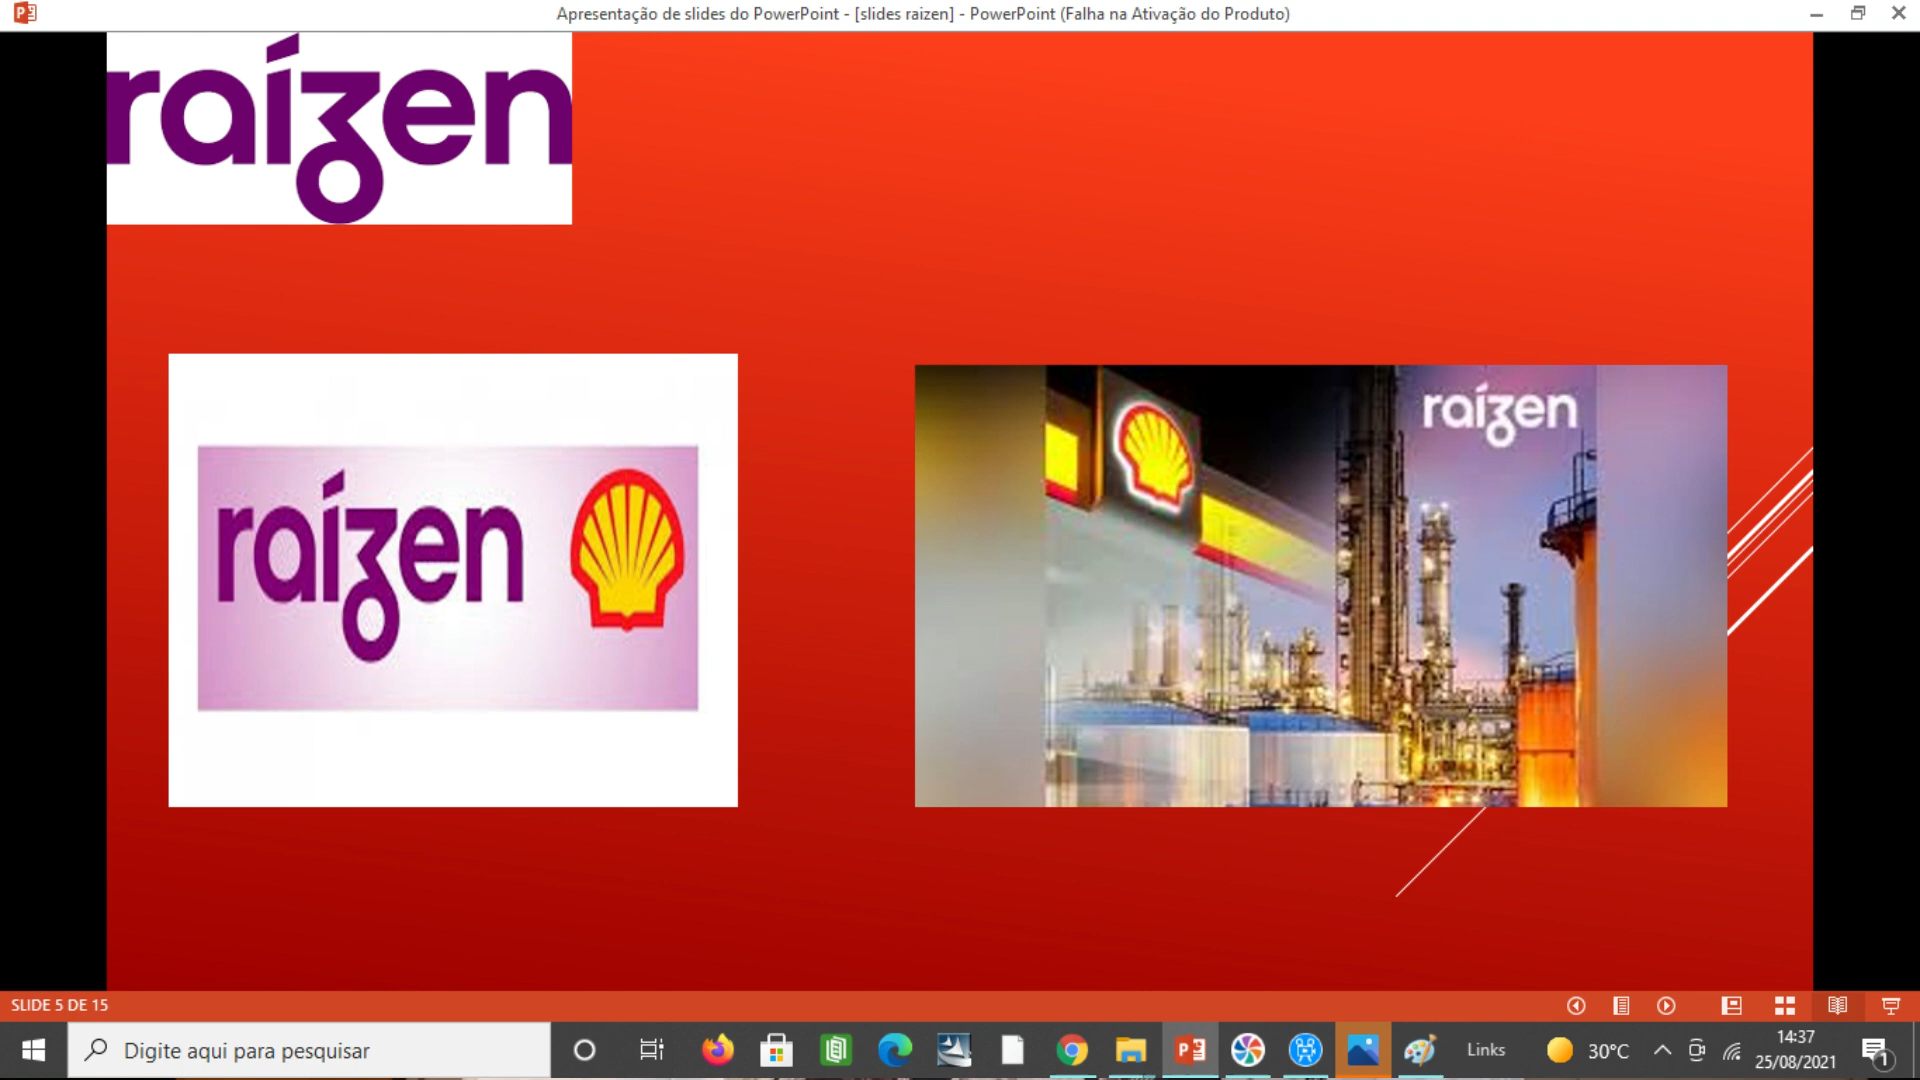 Apresentação de slides do PowerPoint - [slides raizen] - PowerPoint (Falha na Ativação do Produto)
raízen
raízen
raízen
SLIDE 5 DE 15
Digite aqui para pesquisar
Links
30°C
14:37
25/08/2021
1